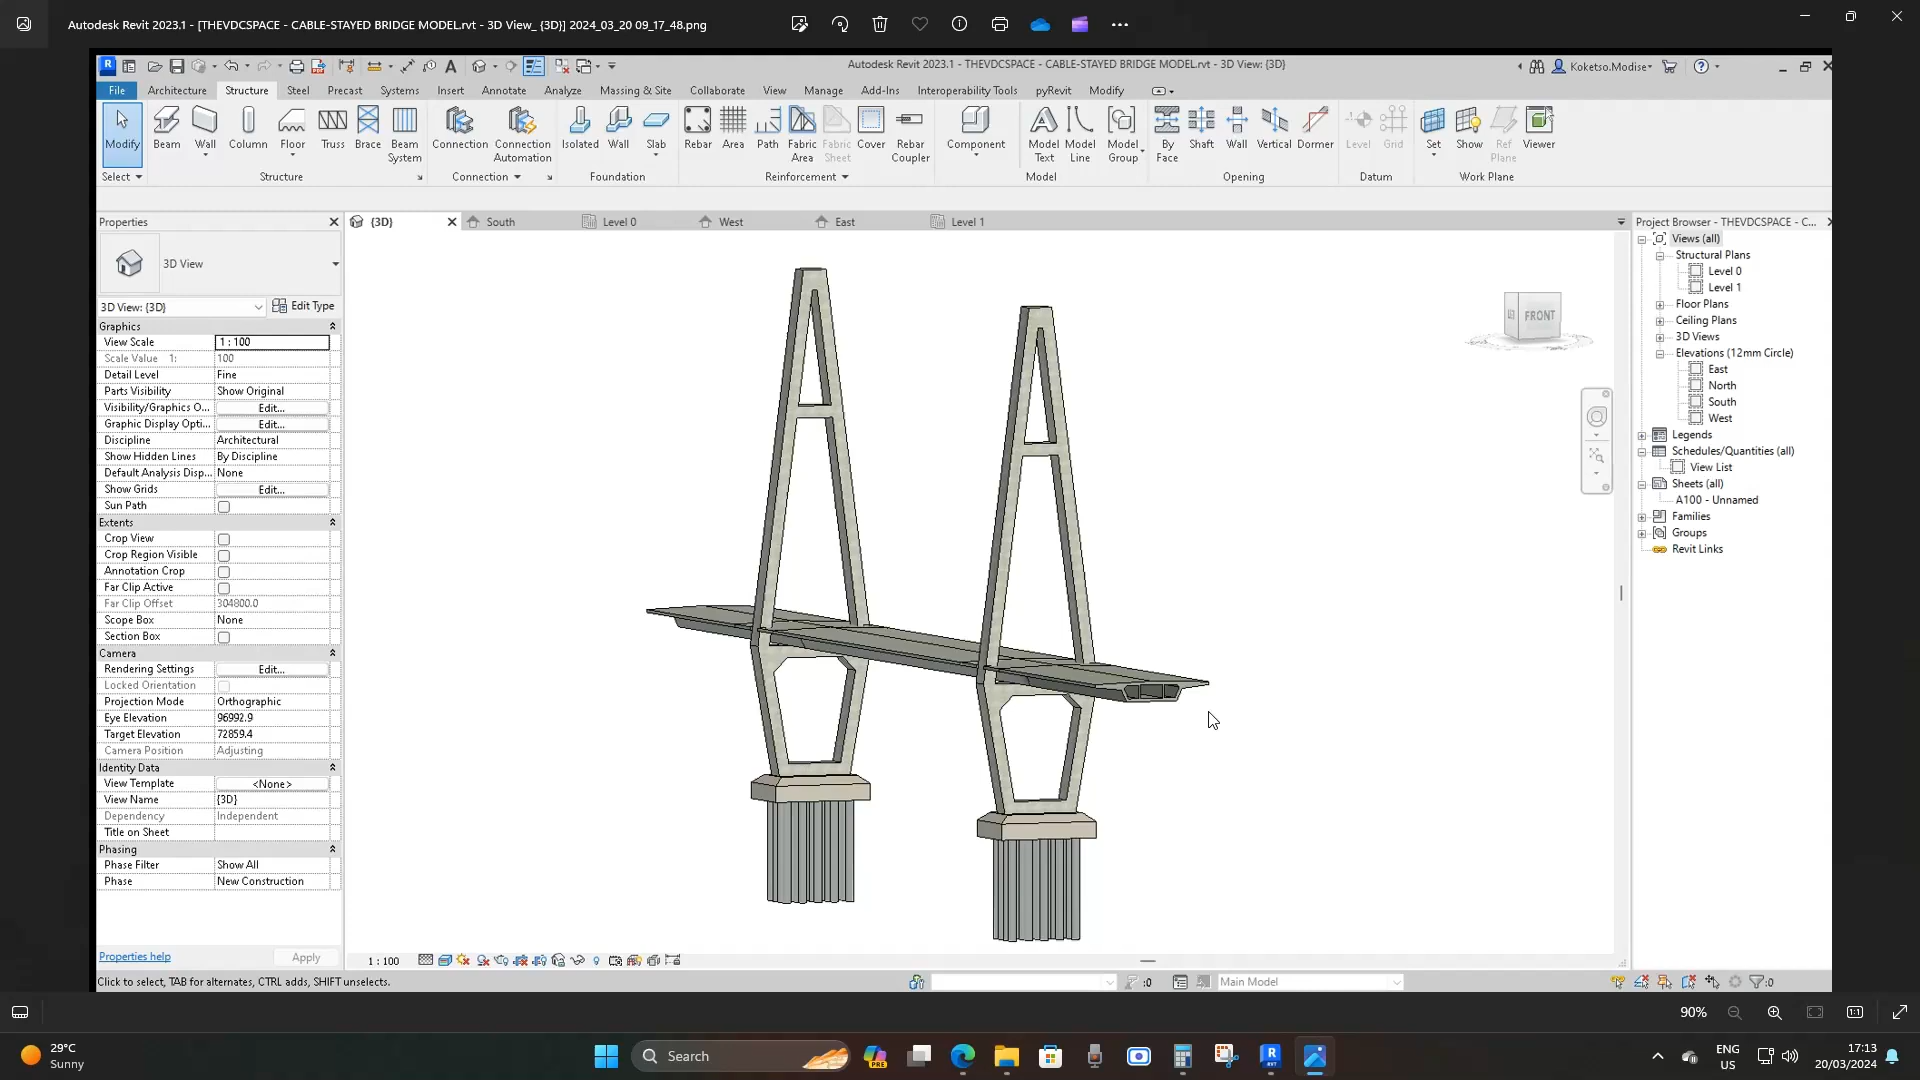 Autodesk Revit 2023.1 - [THEVDCSPACE - CABLE-STAYED BRIDGE MODEL.rvt - 3D View_ {3D}] 2024_03_20 09_17_48.png
Autodesk Revit 2023.1 - THEVDCSPACE - CABLE-STAYED BRIDGE MODEL.rvt - 3D View: {3D}
Koketso.Modise
File Architecture Structure Steel Precast Systems Insert Annotate Analyze Massing & Site Collaborate View Manage Add-Ins Interoperability Tools pyRevit Modify
Modify Beam Wall Column Floor Truss Brace Beam System Connection Connection Automation Isolated Wall Slab Rebar Area Path Fabric Area Fabric Sheet Cover Rebar Coupler Component Model Text Model Line Model Group By Face Shaft Wall Vertical Dormer Level Grid Set Show Ref Plane Viewer
Select Structure Connection Foundation Reinforcement Model Opening Datum Work Plane
Properties
{3D} South Level 0 West East Level 1
3D View
3D View: {3D} Edit Type
Graphics
View Scale 1 : 100
Scale Value 1: 100
Detail Level Fine
Parts Visibility Show Original
Visibility/Graphics O... Edit...
Graphic Display Opti... Edit...
Discipline Architectural
Show Hidden Lines By Discipline
Default Analysis Disp... None
Show Grids Edit...
Sun Path
Extents
Crop View
Crop Region Visible
Annotation Crop
Far Clip Active
Far Clip Offset 304800.0
Scope Box None
Section Box
Camera
Rendering Settings Edit...
Locked Orientation
Projection Mode Orthographic
Eye Elevation 96992.9
Target Elevation 72859.4
Camera Position Adjusting
Identity Data
View Template <None>
View Name {3D}
Dependency Independent
Title on Sheet
Phasing
Phase Filter Show All
Phase New Construction
Properties help Apply
FRONT
Project Browser - THEVDCSPACE - C...
Views (all)
Structural Plans
Level 0
Level 1
Floor Plans
Ceiling Plans
3D Views
Elevations (12mm Circle)
East
North
South
West
Legends
Schedules/Quantities (all)
View List
Sheets (all)
A100 - Unnamed
Families
Groups
Revit Links
1 : 100
Click to select, TAB for alternates, CTRL adds, SHIFT unselects.
:0
Main Model
:0
90%
29°C
Sunny
Search
PRE
ENG
US
17:13
20/03/2024